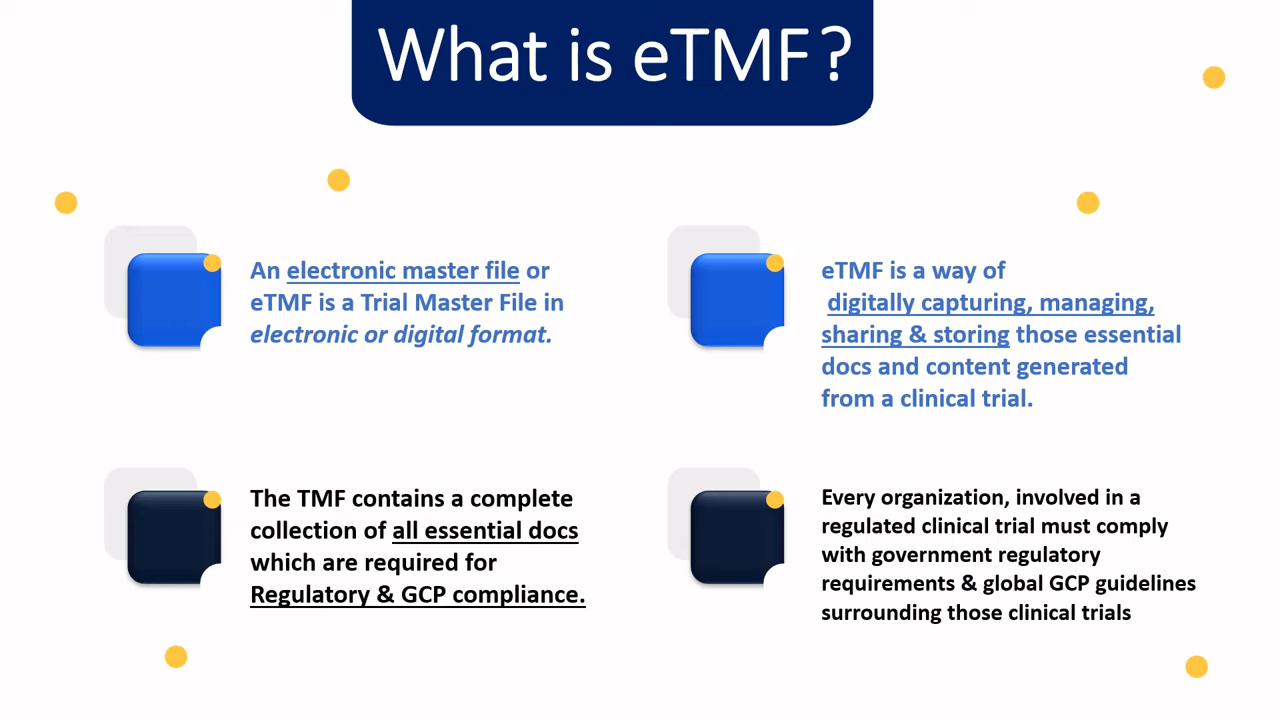 What is eTMF?
An electronic master file or
eTMF is a Trial Master File in
electronic or digital format.
eTMF is a way of
digitally capturing, managing,
sharing & storing those essential
docs and content generated
from a clinical trial.
The TMF contains a complete
collection of all essential docs
which are required for
Regulatory & GCP compliance.
Every organization, involved in a
regulated clinical trial must comply
with government regulatory
requirements & global GCP guidelines
surrounding those clinical trials